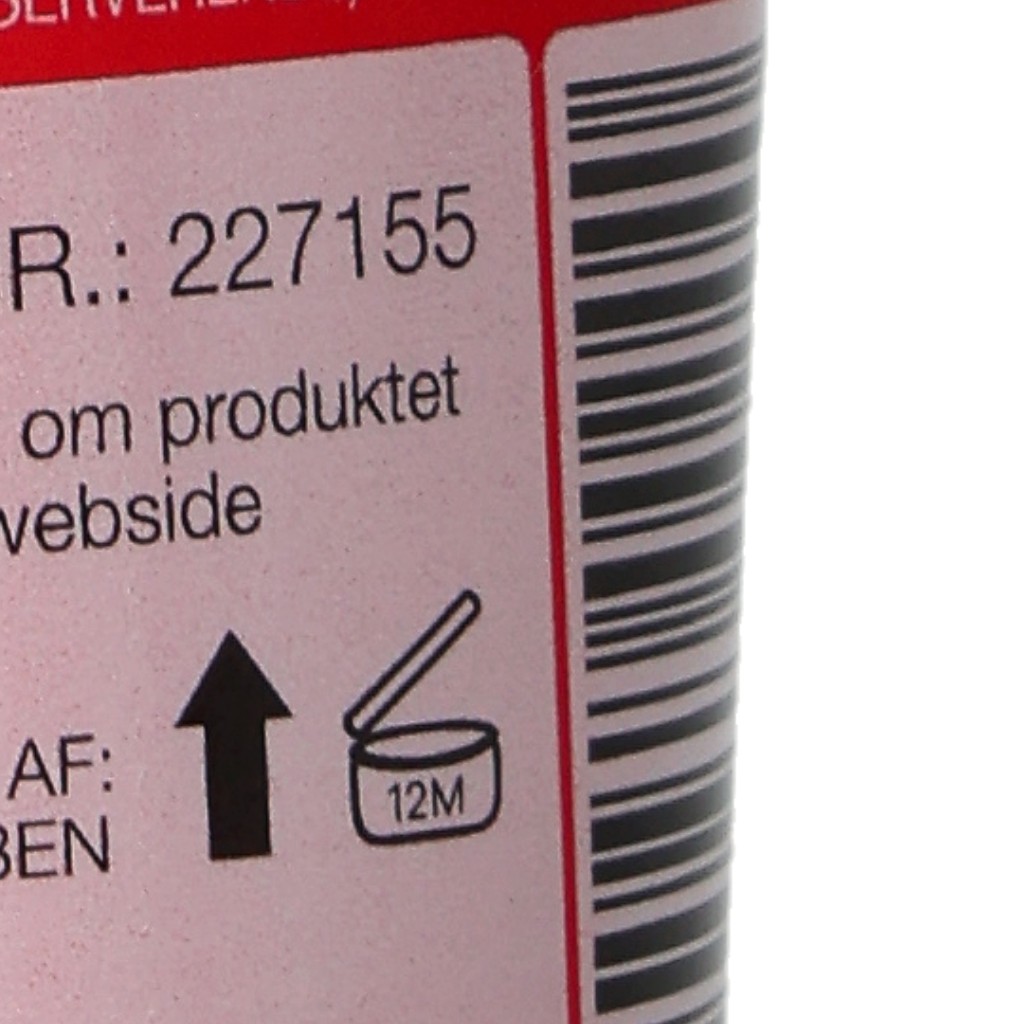 R.: 227155
om produktet
webside
AF:
BEN
12M